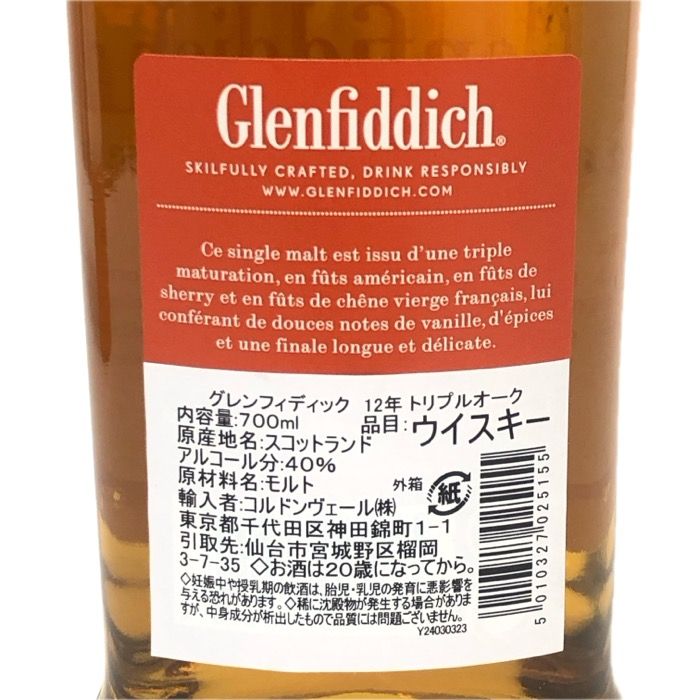 Glenfiddich®
SKILFULLY CRAFTED, DRINK RESPONSIBLY
WWW.GLENFIDDICH.COM
Ce single malt est issu d'une triple
maturation, en fûts américain, en fûts de
sherry et en fûts de chêne vierge français, lui
conférant de douces notes de vanille, d'épices
et une finale longue et délicate.
グレンフィディック 12年 トリプルオーク
内容量:700ml 品目:ウイスキー
原産地名:スコットランド
アルコール分:40%
原材料名:モルト 外箱 紙
輸入者:コルドンヴェール㈱
東京都千代田区神田錦町1-1
引取先:仙台市宮城野区榴岡
3-7-35 ◇お酒は20歳になってから。
◇妊娠中や授乳期の飲酒は、胎児・乳児の発育に悪影響を
与える恐れがあります。◇稀に沈殿物が発生する場合がありま
すが、中身成分が析出したもので品質には問題ございません。
Y24030323
5 010327 025155